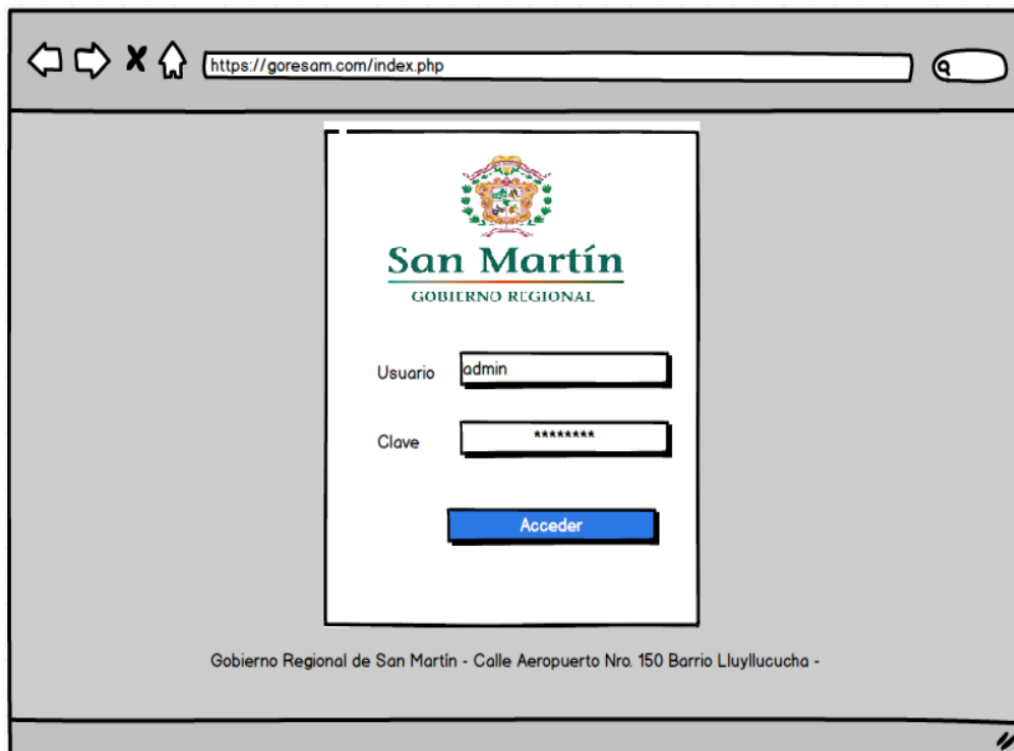 https://goresam.com/index.php
San Martín
GOBIERNO REGIONAL
Usuario admin
Clave ********
Acceder
Gobierno Regional de San Martín - Calle Aeropuerto Nro. 150 Barrio Lluyllucucha -